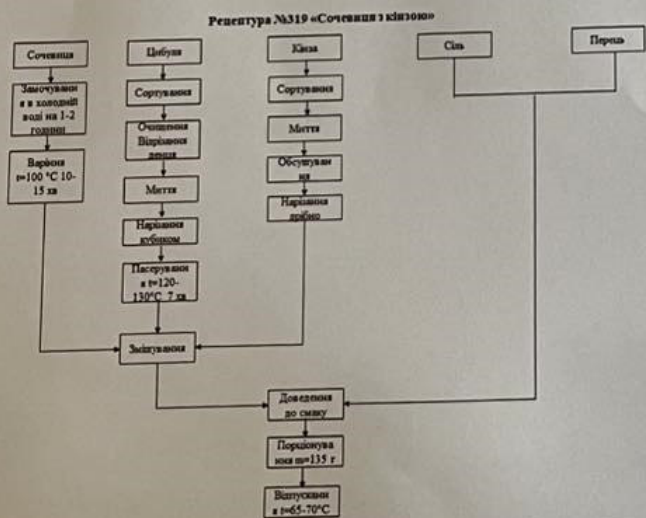 Рецептура №319 «Сочевиця з кінзою»
Сочевиця
Замочуванн
я в холодній
воді на 1-2
години
Варіння
t=100 °C 10-
15 хв
Цибуля
Сортування
Очищення
Відрізання
денця
Миття
Нарізання
кубиком
Пасеруванн
я t=120-
130°C 7 хв
Кінза
Сортування
Миття
Обсушуван
ня
Нарізання
дрібно
Сіль
Перець
Змішування
Доведення
до смаку
Порціонува
ння m=135 г
Відпусканн
я t=65-70°C